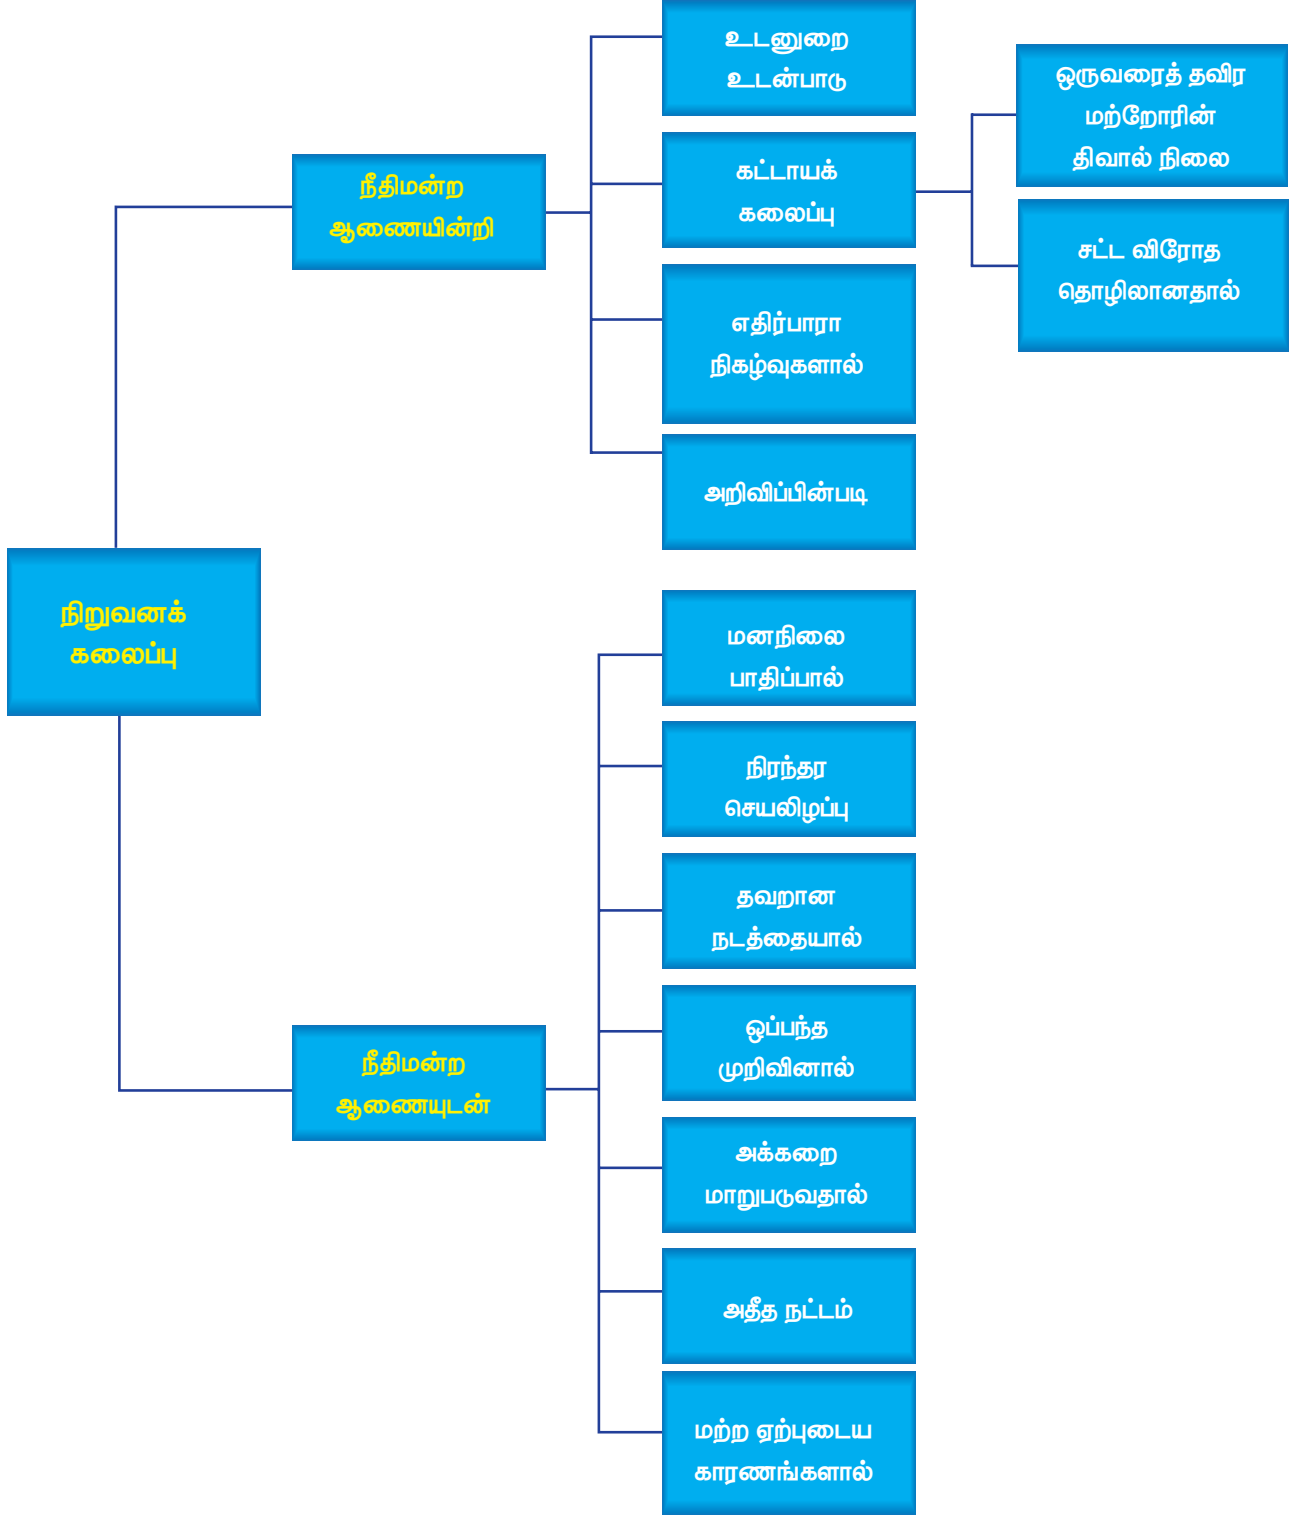 நிறுவனக்
கலைப்பு
நீதிமன்ற
ஆணையின்றி
உடனுறை
உடன்பாடு
கட்டாயக்
கலைப்பு
ஒருவரைத் தவிர
மற்றோரின்
திவால் நிலை
சட்ட விரோத
தொழிலானதால்
எதிர்பாரா
நிகழ்வுகளால்
அறிவிப்பின்படி
நீதிமன்ற
ஆணையுடன்
மனநிலை
பாதிப்பால்
நிரந்தர
செயலிழப்பு
தவறான
நடத்தையால்
ஒப்பந்த
முறிவினால்
அக்கறை
மாறுபடுவதால்
அதீத நட்டம்
மற்ற ஏற்புடைய
காரணங்களால்